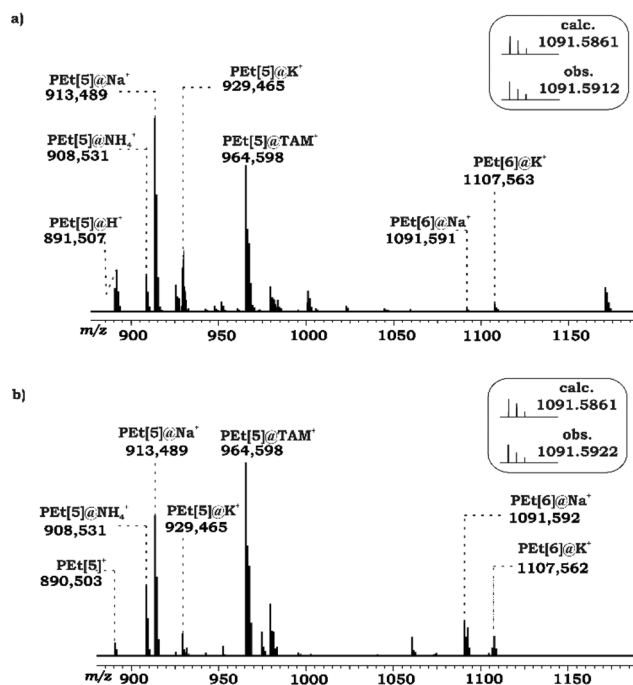 a)
calc.
1091.5861
obs.
1091.5912
PEt[5]@Na⁺
913,489
PEt[5]@K⁺
929,465
PEt[5]@NH₄⁺
908,531
PEt[5]@TAM⁺
964,598
PEt[6]@K⁺
1107,563
PEt[5]@H⁺
891,507
PEt[6]@Na⁺
1091,591
m/z 900 950 1000 1050 1100 1150
b)
calc.
1091.5861
obs.
1091.5922
PEt[5]@Na⁺
913,489
PEt[5]@TAM⁺
964,598
PEt[5]@NH₄⁺
908,531
PEt[5]@K⁺
929,465
PEt[6]@Na⁺
1091,592
PEt[5]⁺
890,503
PEt[6]@K⁺
1107,562
m/z 900 950 1000 1050 1100 1150